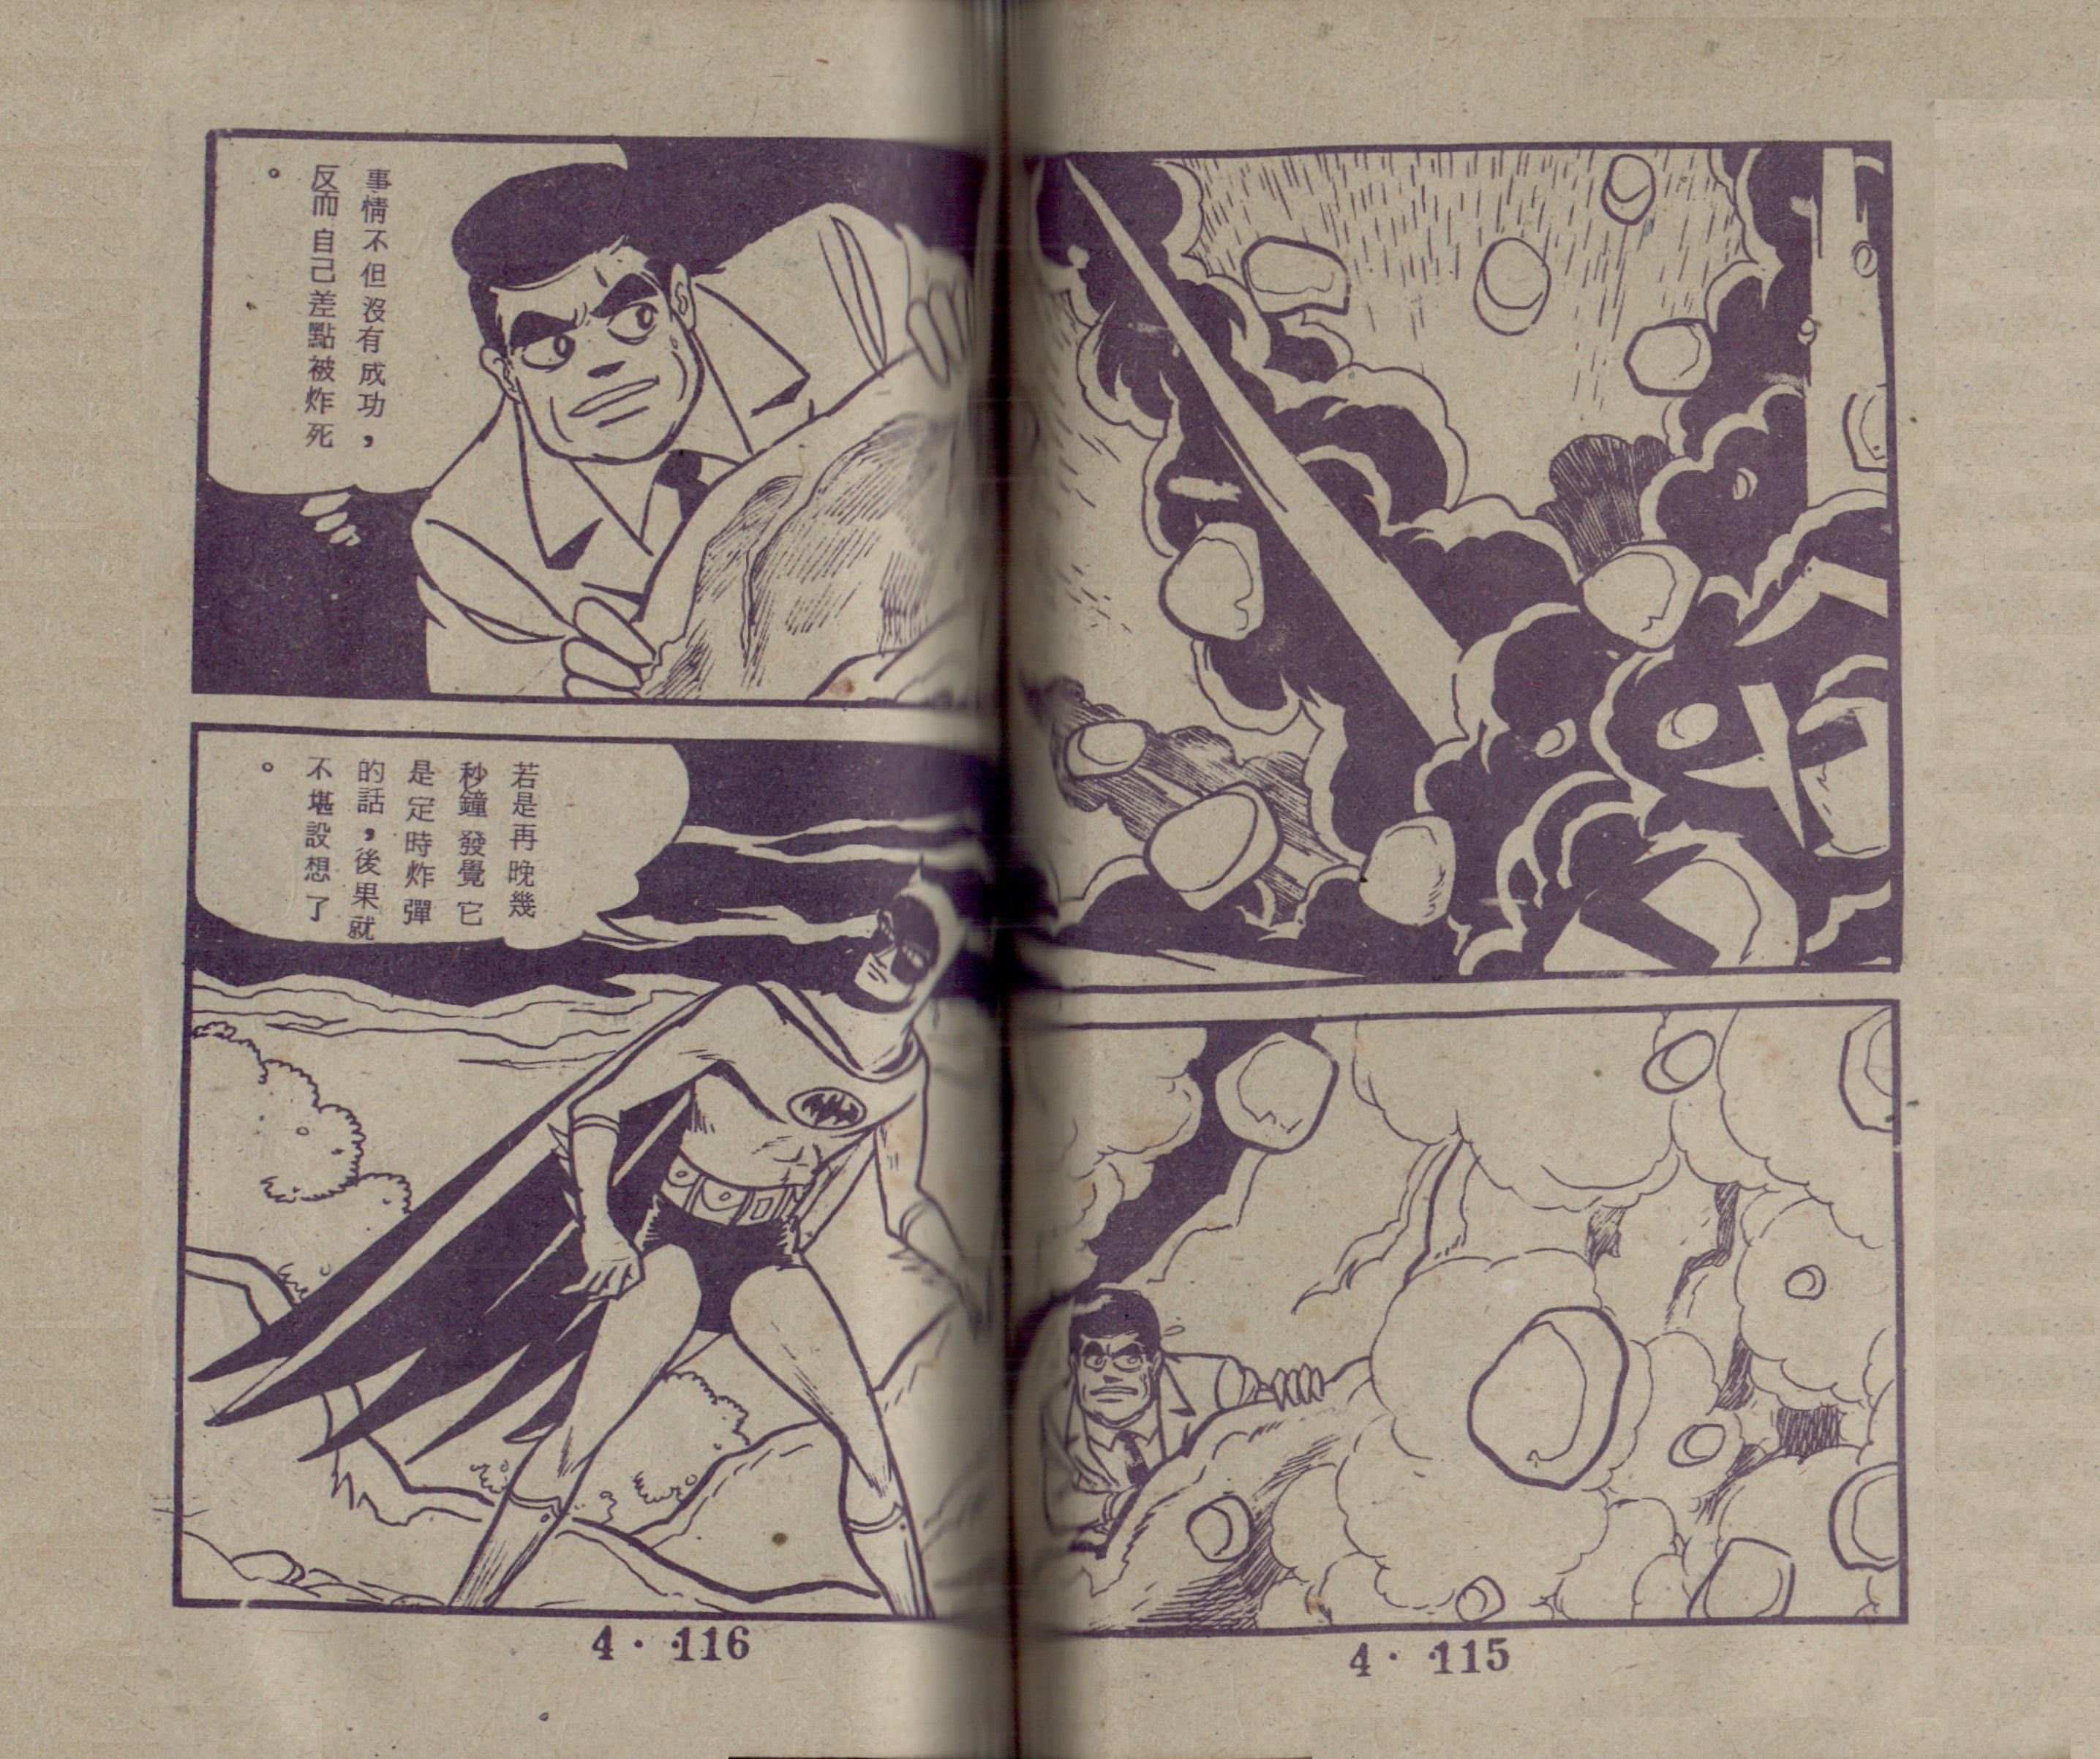 事情不但沒有成功，
反而自己差點被炸死
。
若是再晚幾
秒鐘發覺它
是定時炸彈
的話，後果就
不堪設想了
。
4·115
4·116